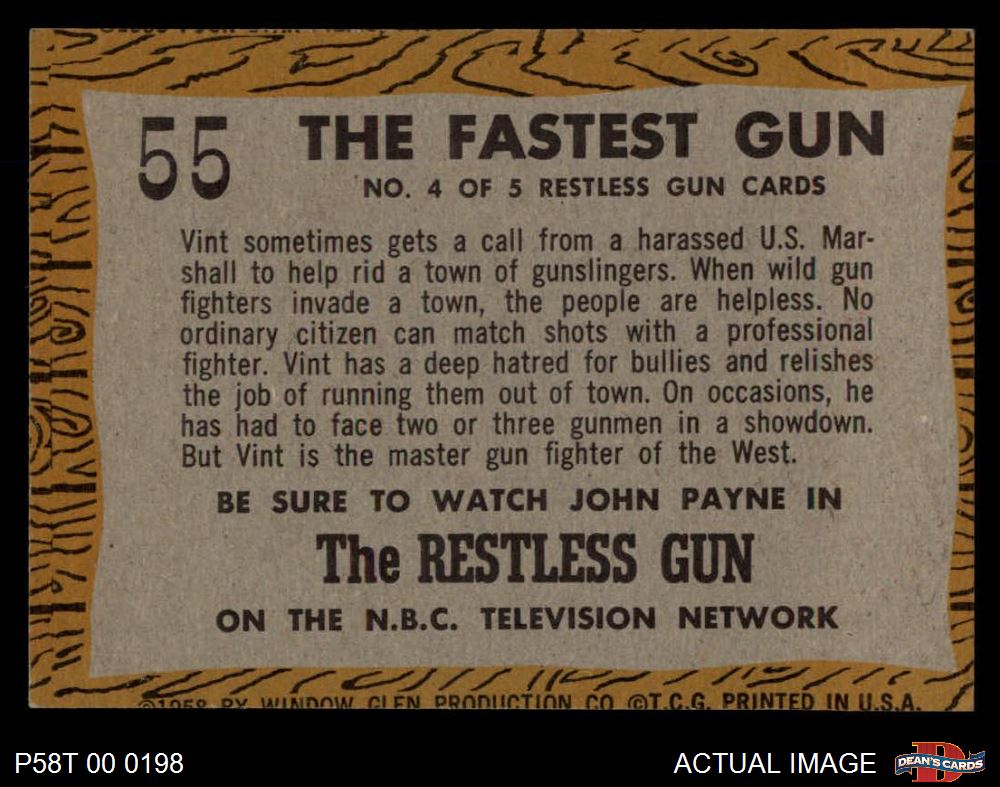 55
THE FASTEST GUN
NO. 4 OF 5 RESTLESS GUN CARDS
Vint sometimes gets a call from a harassed U.S. Mar-
shall to help rid a town of gunslingers. When wild gun
fighters invade a town, the people are helpless. No
ordinary citizen can match shots with a professional
fighter. Vint has a deep hatred for bullies and relishes
the job of running them out of town. On occasions, he
has had to face two or three gunmen in a showdown.
But Vint is the master gun fighter of the West.
BE SURE TO WATCH JOHN PAYNE IN
The RESTLESS GUN
ON THE N.B.C. TELEVISION NETWORK
©1958 BY WINDOW GLEN PRODUCTION CO ©T.C.G. PRINTED IN U.S.A.
P58T 00 0198
ACTUAL IMAGE
DEAN'S CARDS